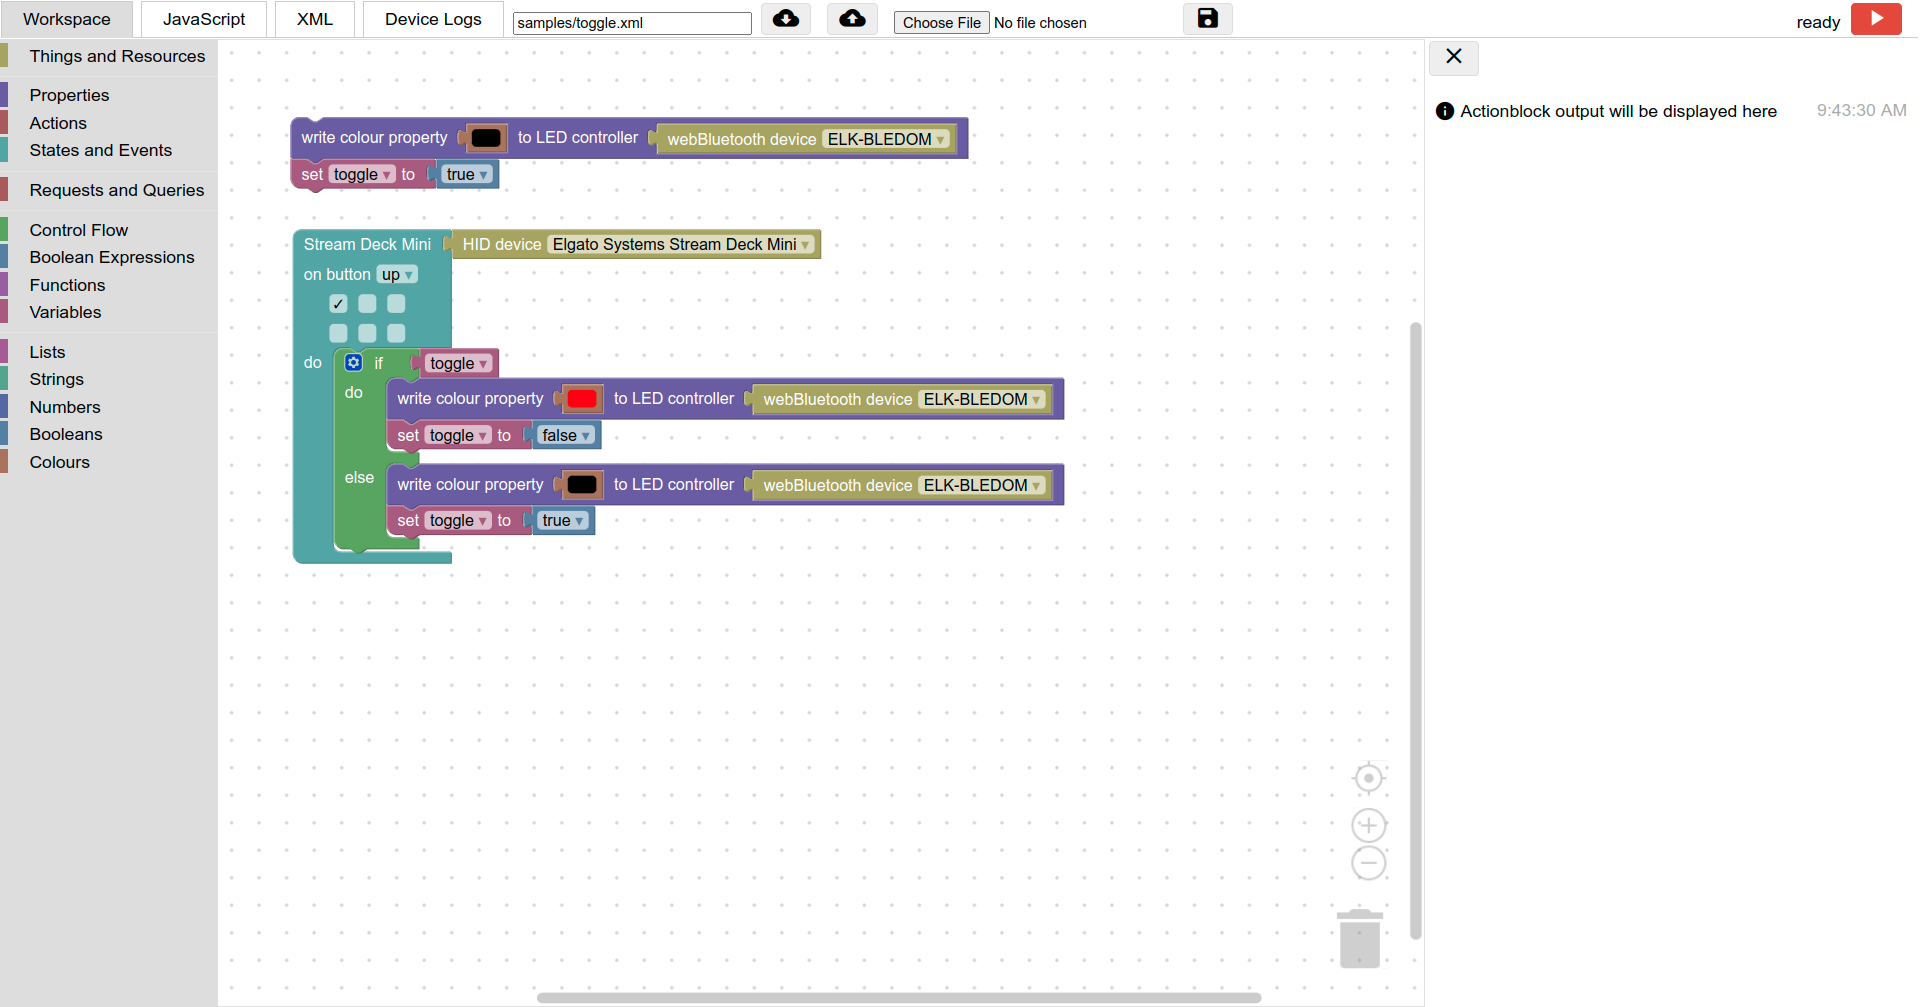 Workspace JavaScript XML Device Logs samples/toggle.xml Choose File No file chosen ready
Things and Resources
Properties
Actions
States and Events
Requests and Queries
Control Flow
Boolean Expressions
Functions
Variables
Lists
Strings
Numbers
Booleans
Colours
write colour property to LED controller webBluetooth device ELK-BLEDOM
set toggle to true
Stream Deck Mini HID device Elgato Systems Stream Deck Mini
on button up
do if toggle
do write colour property to LED controller webBluetooth device ELK-BLEDOM
set toggle to false
else write colour property to LED controller webBluetooth device ELK-BLEDOM
set toggle to true
Actionblock output will be displayed here 9:43:30 AM